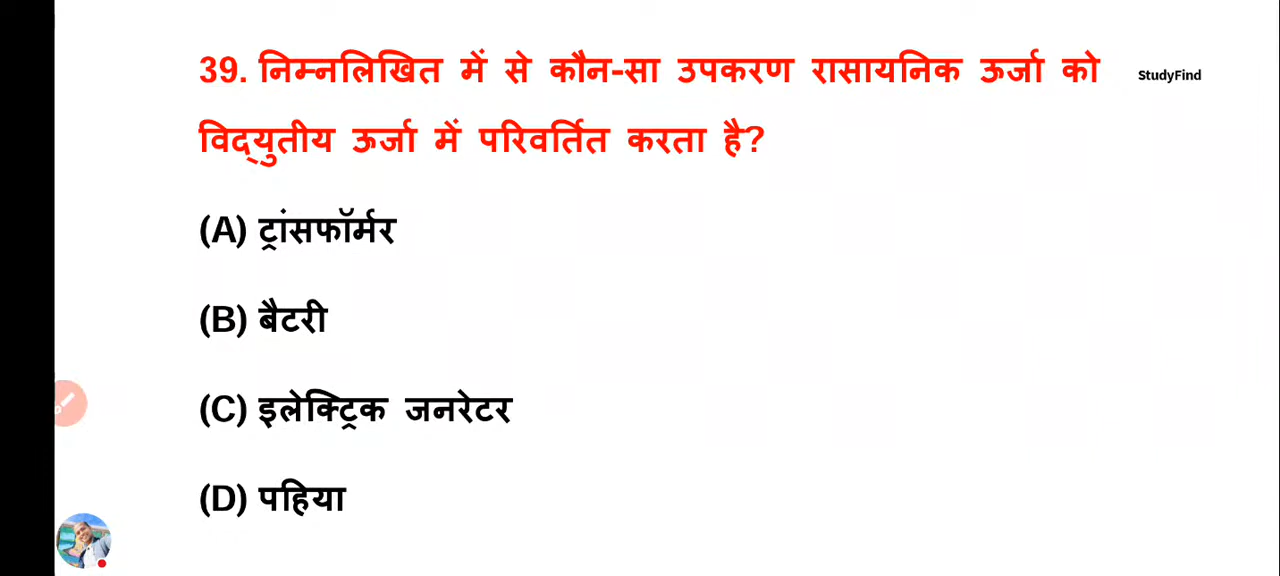 39. निम्नलिखित में से कौन-सा उपकरण रासायनिक ऊर्जा को
StudyFind
विद्युतीय ऊर्जा में परिवर्तित करता है?
(A) ट्रांसफॉर्मर
(B) बैटरी
(C) इलेक्ट्रिक जनरेटर
(D) पहिया